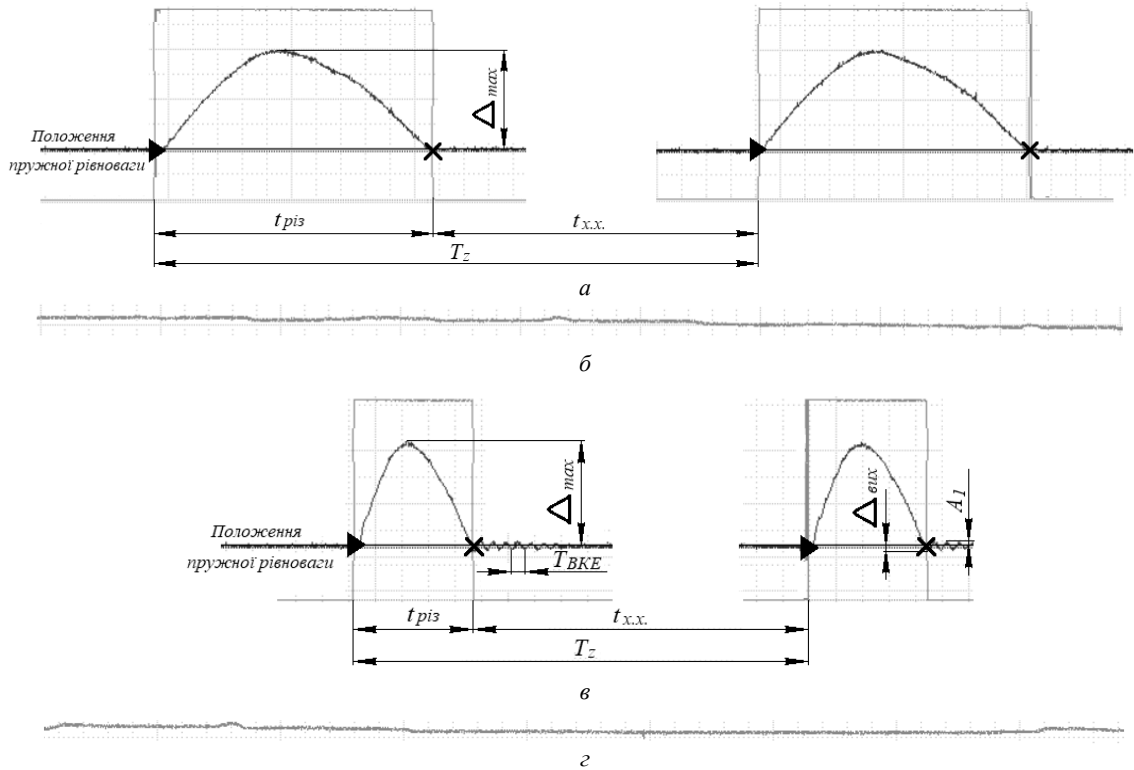 Δmax
Положення
пружної рівноваги
tріз
tх.х.
Tz
а
б
Δmax
Δвих
A1
Положення
пружної рівноваги
TВКЕ
tріз
tх.х.
Tz
в
г